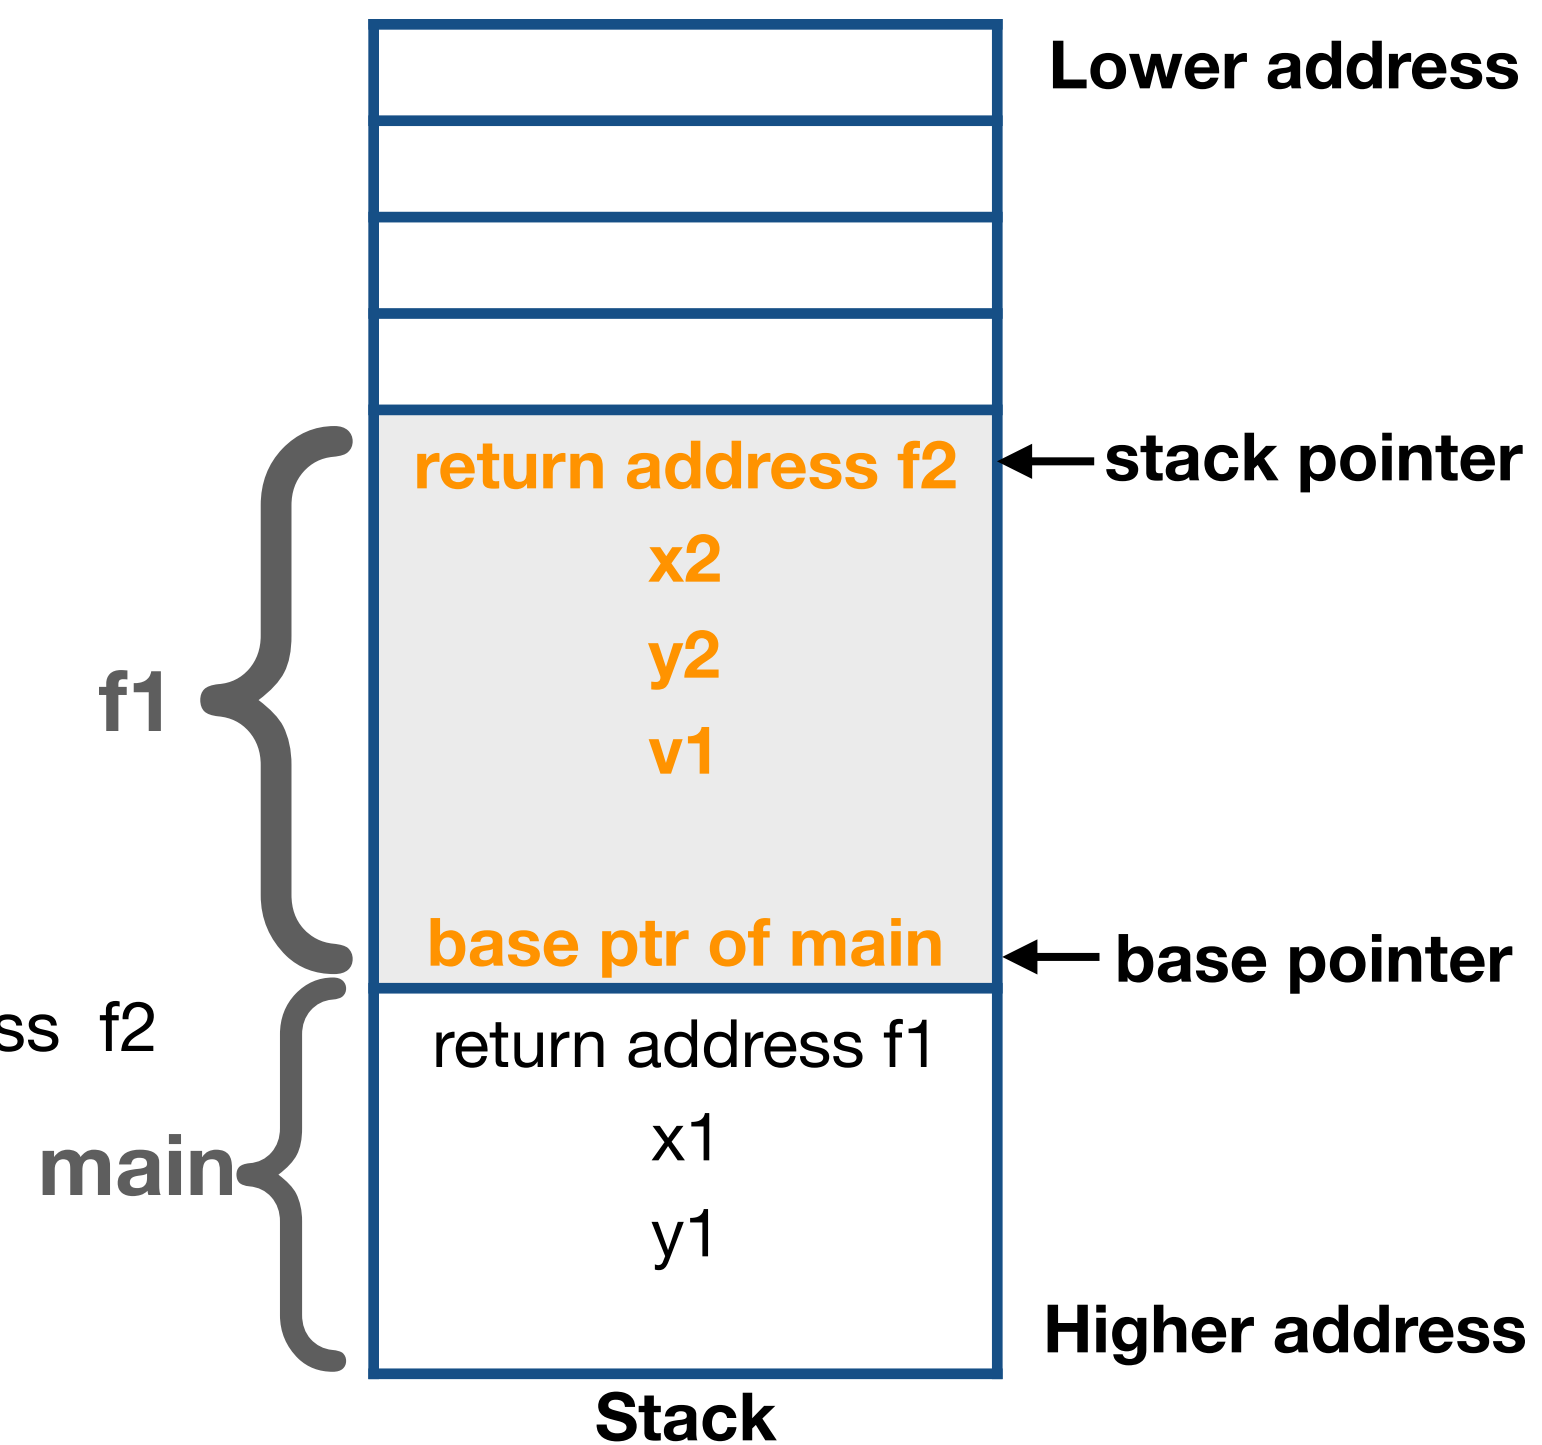 Lower address
return address f2
stack pointer
x2
y2
f1
v1
base ptr of main
base pointer
f2
return address f1
x1
main
y1
Higher address
Stack